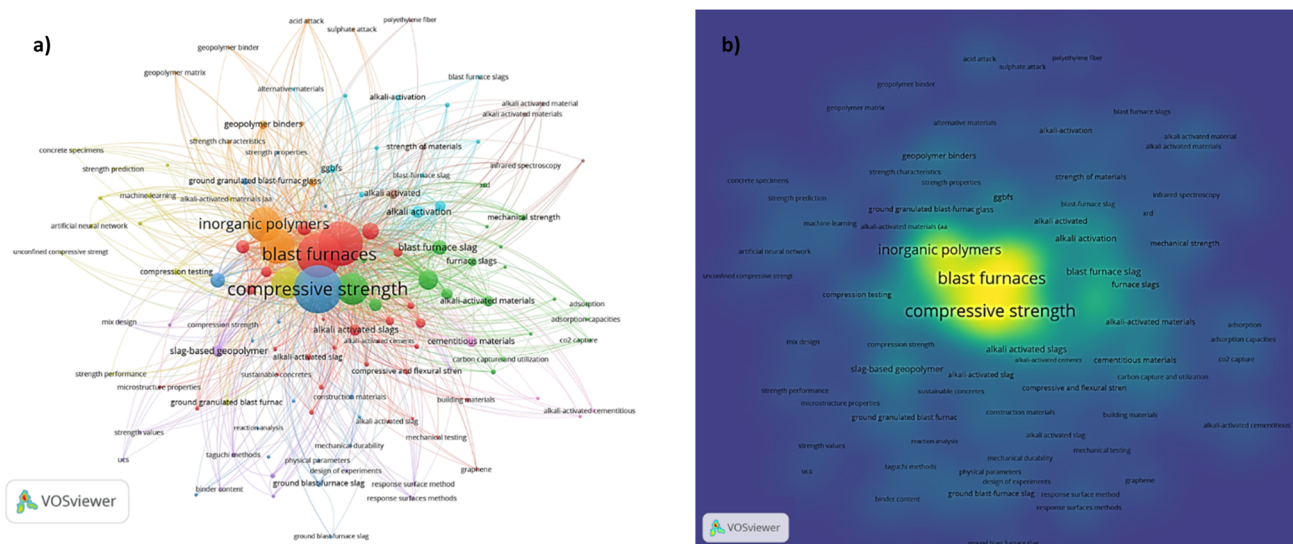 a)
acid attack
polyethylene fiber
sulphate attack
geopolymer binder
geopolymer matrix
blast furnace slags
alternative-materials
alkali-activation
alkali activated material
alkali activated materials
geopolymer binders
strength characteristics
strength of materials
concrete specimens
strength properties
infrared spectroscopy
strength prediction
ggbfs
blast-furnace slag
xrd
ground granulated blast-furnac glass
machine-learning
alkali-activated materials (aa
alkali activated
alkali activation
mechanical strength
artificial neural network
inorganic polymers
unconfined compressive strengt
blast furnaces
blast furnace slag
furnace slags
compression testing
compressive strength
alkali-activated materials
adsorption
adsorption capacities
mix design
compression strength
alkali activated slags
alkali-activated cements
cementitious materials
co2 capture
slag-based geopolymer
alkali-activated slag
carbon capture and utilization
strength performance
sustainable concretes
compressive and flexural stren
microstructure properties
ground granulated blast furnac
construction materials
building materials
alkali-activated cementitious
strength values
reaction analysis
alkali activated slag
mechanical testing
mechanical durability
ucs
taguchi methods
physical parameters
graphene
design of experiments
binder content
ground blast-furnace slag
response surface method
response surfaces methods
ground blast-furnace slag
VOSviewer
b)
acid attack
polyethylene fiber
sulphate attack
geopolymer binder
geopolymer matrix
blast furnace slags
alternative materials
alkali-activation
alkali activated material
alkali activated materials
geopolymer binders
strength characteristics
strength of materials
concrete specimens
strength properties
infrared spectroscopy
strength prediction
ggbfs
blast-furnace slag
xrd
ground granulated blast-furnac glass
machine-learning
alkali-activated materials (aa
alkali activated
alkali activation
mechanical strength
artificial neural network
inorganic polymers
unconfined compressive strengt
blast furnaces
blast furnace slag
furnace slags
compression testing
compressive strength
alkali-activated materials
adsorption
adsorption capacities
mix design
compression strength
alkali activated slags
alkali-activated cements
cementitious materials
co2 capture
slag-based geopolymer
alkali-activated slag
carbon capture and utilization
strength performance
sustainable concretes
compressive and flexural stren
microstructure properties
ground granulated blast furnac
construction materials
building materials
alkali-activated cementitious
strength values
reaction analysis
alkali activated slag
mechanical testing
mechanical durability
ucs
taguchi methods
physical parameters
graphene
design of experiments
binder content
ground blast-furnace slag
response surface method
response surfaces methods
VOSviewer